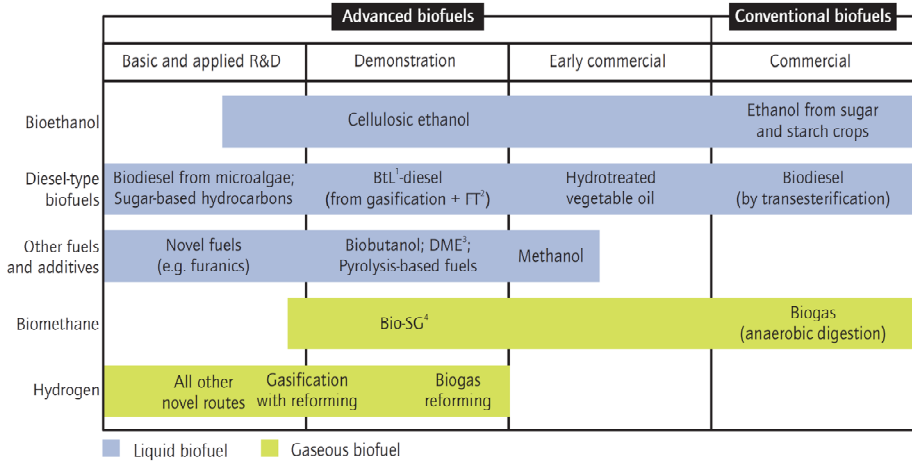 Advanced biofuels
Conventional biofuels
Basic and applied R&D
Demonstration
Early commercial
Commercial
Bioethanol
Cellulosic ethanol
Ethanol from sugar
and starch crops
Diesel-type
biofuels
Biodiesel from microalgae;
Sugar-based hydrocarbons
BtL¹-diesel
(from gasification + FT²)
Hydrotreated
vegetable oil
Biodiesel
(by transesterification)
Other fuels
and additives
Novel fuels
(e.g. furanics)
Biobutanol; DME³;
Pyrolysis-based fuels
Methanol
Biomethane
Bio-SG⁴
Biogas
(anaerobic digestion)
Hydrogen
All other
novel routes
Gasification
with reforming
Biogas
reforming
Liquid biofuel
Gaseous biofuel